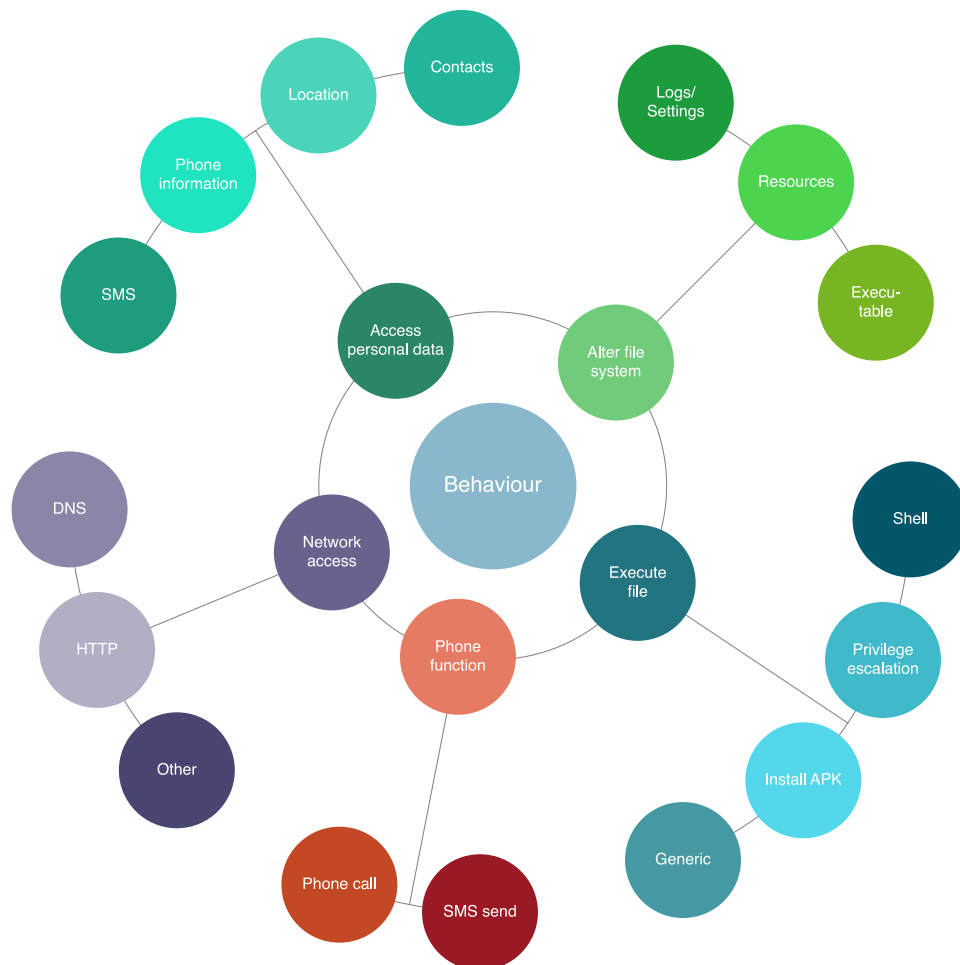 Contacts
Location
Logs/
Settings
Phone
information
Resources
SMS
Execu-
table
Access
personal data
Alter file
system
Behaviour
DNS
Shell
Network
access
Execute
file
HTTP
Phone
function
Privilege
escalation
Other
Install APK
Generic
Phone call
SMS send